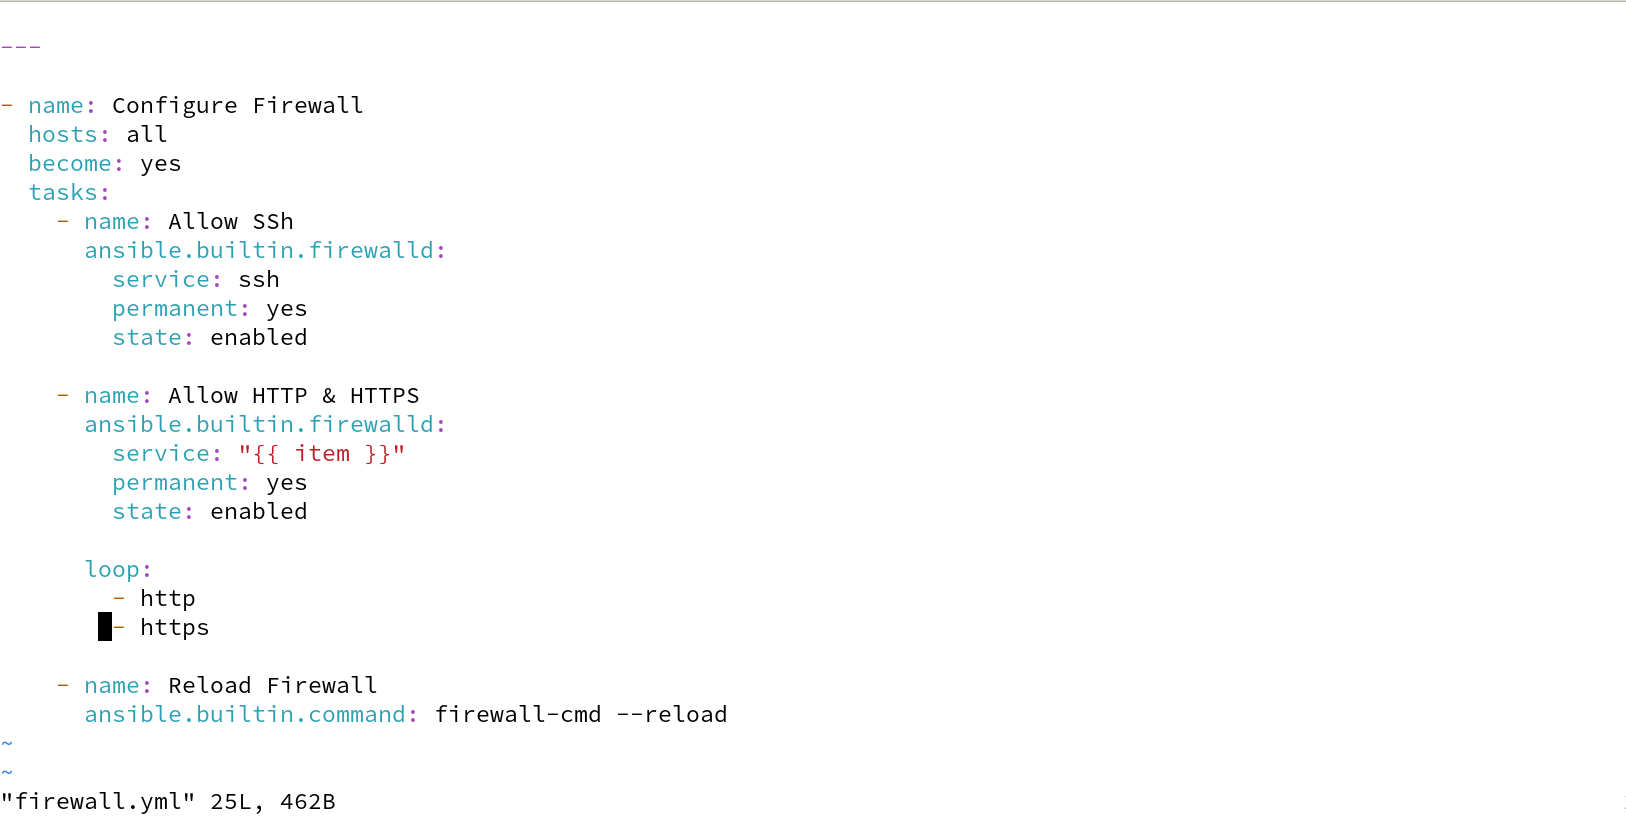 ---
- name: Configure Firewall
  hosts: all
  become: yes
  tasks:
    - name: Allow SSh
      ansible.builtin.firewalld:
        service: ssh
        permanent: yes
        state: enabled

    - name: Allow HTTP & HTTPS
      ansible.builtin.firewalld:
        service: "{{ item }}"
        permanent: yes
        state: enabled

      loop:
        - http
        - https

    - name: Reload Firewall
      ansible.builtin.command: firewall-cmd --reload
~
~
"firewall.yml" 25L, 462B